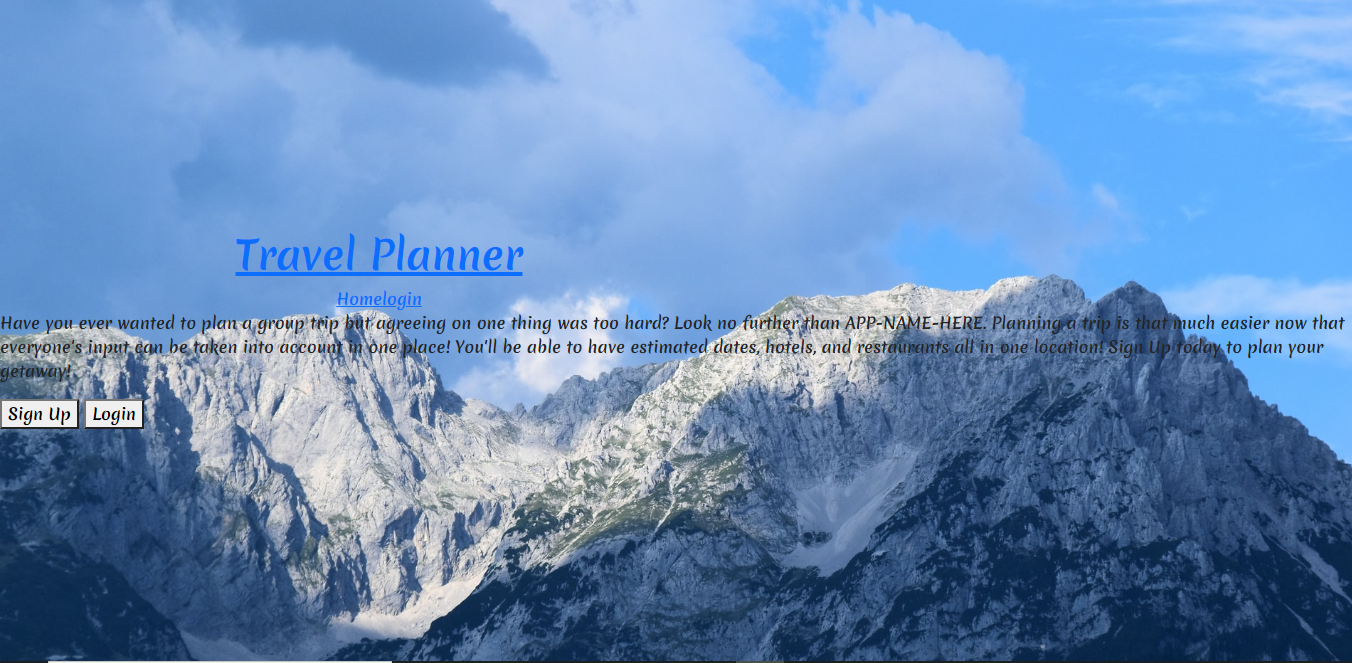 Travel Planner
Homelogin
Have you ever wanted to plan a group trip but agreeing on one thing was too hard? Look no further than APP-NAME-HERE. Planning a trip is that much easier now that
everyone's input can be taken into account in one place! You'll be able to have estimated dates, hotels, and restaurants all in one location! Sign Up today to plan your
getaway!
Sign Up Login